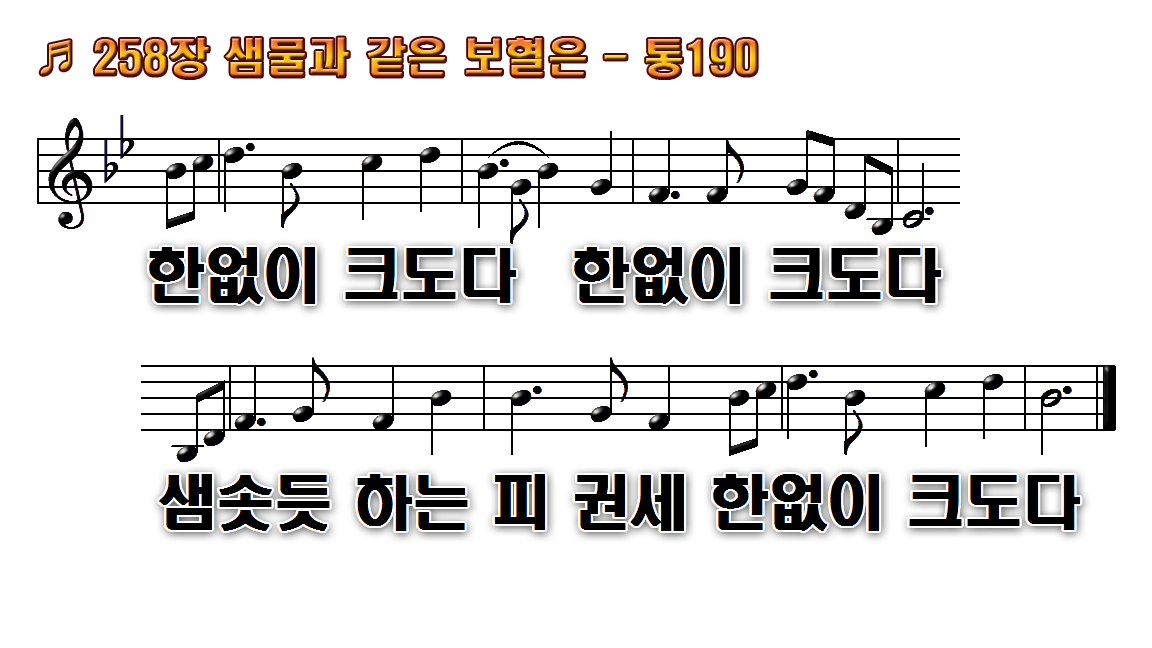 ♬ 258장 샘물과 같은 보혈은 - 통190
한없이 크도다 한없이 크도다
샘솟듯 하는 피 권세 한없이 크도다